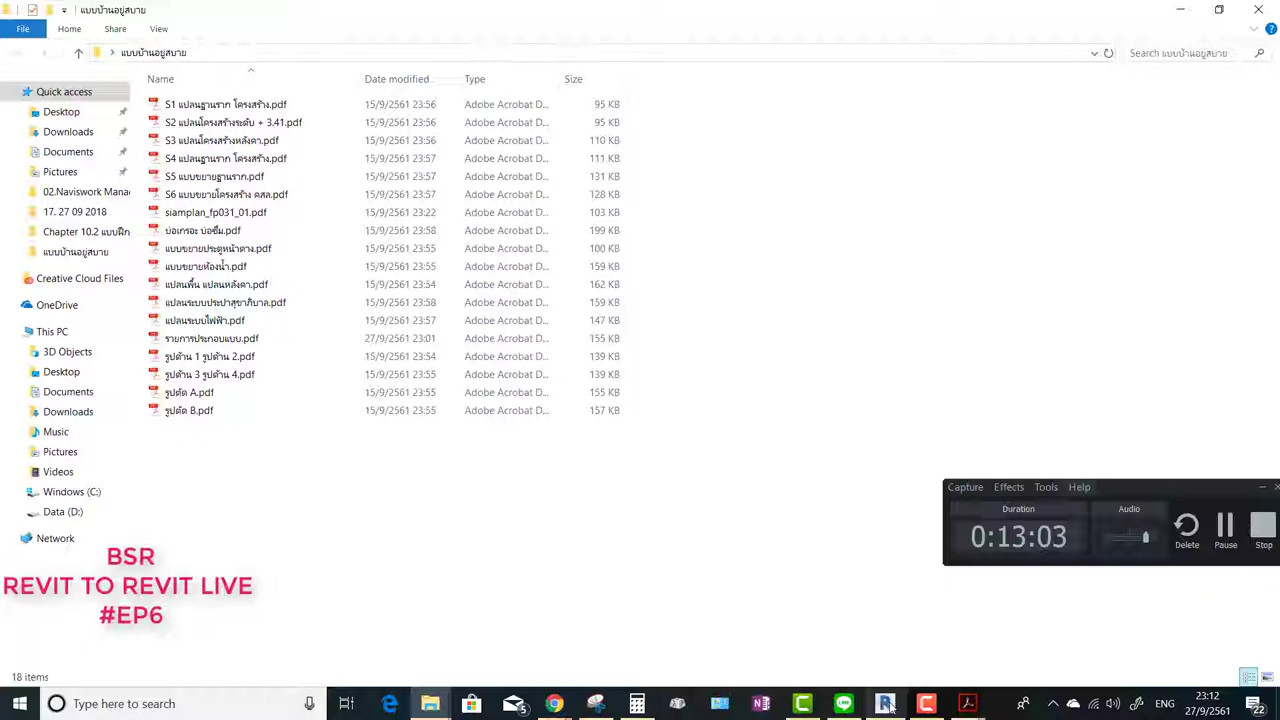 แบบบ้านอยู่สบาย
File
Home
Share
View
แบบบ้านอยู่สบาย
Search แบบบ้านอยู่สบาย
Name
Date modified
Type
Size
Quick access
Desktop
Downloads
Documents
Pictures
02.Naviswork Mana
17. 27 09 2018
Chapter 10.2 แบบฝึก
แบบบ้านอยู่สบาย
Creative Cloud Files
OneDrive
This PC
3D Objects
Desktop
Documents
Downloads
Music
Pictures
Videos
Windows (C:)
Data (D:)
Network
S1 แปลนฐานราก โครงสร้าง.pdf 15/9/2561 23:56 Adobe Acrobat D... 95 KB
S2 แปลนโครงสร้างระดับ + 3.41.pdf 15/9/2561 23:56 Adobe Acrobat D... 95 KB
S3 แปลนโครงสร้างหลังคา.pdf 15/9/2561 23:56 Adobe Acrobat D... 110 KB
S4 แปลนฐานราก โครงสร้าง.pdf 15/9/2561 23:57 Adobe Acrobat D... 111 KB
S5 แบบขยายฐานราก.pdf 15/9/2561 23:57 Adobe Acrobat D... 131 KB
S6 แบบขยายโครงสร้าง คสล.pdf 15/9/2561 23:57 Adobe Acrobat D... 128 KB
siamplan_fp031_01.pdf 15/9/2561 23:22 Adobe Acrobat D... 103 KB
บ่อเกรอะ บ่อซึม.pdf 15/9/2561 23:58 Adobe Acrobat D... 199 KB
แบบขยายประตูหน้าต่าง.pdf 15/9/2561 23:55 Adobe Acrobat D... 100 KB
แบบขยายห้องน้ำ.pdf 15/9/2561 23:55 Adobe Acrobat D... 159 KB
แปลนพื้น แปลนหลังคา.pdf 15/9/2561 23:54 Adobe Acrobat D... 162 KB
แปลนระบบประปาสุขาภิบาล.pdf 15/9/2561 23:58 Adobe Acrobat D... 159 KB
แปลนระบบไฟฟ้า.pdf 15/9/2561 23:57 Adobe Acrobat D... 147 KB
รายการประกอบแบบ.pdf 27/9/2561 23:01 Adobe Acrobat D... 155 KB
รูปด้าน 1 รูปด้าน 2.pdf 15/9/2561 23:54 Adobe Acrobat D... 139 KB
รูปด้าน 3 รูปด้าน 4.pdf 15/9/2561 23:55 Adobe Acrobat D... 139 KB
รูปตัด A.pdf 15/9/2561 23:55 Adobe Acrobat D... 155 KB
รูปตัด B.pdf 15/9/2561 23:55 Adobe Acrobat D... 157 KB
Capture Effects Tools Help
Duration
Audio
0:13:03
Delete
Pause
Stop
BSR
REVIT TO REVIT LIVE
#EP6
18 items
Type here to search
5
23:12
27/9/2561
22